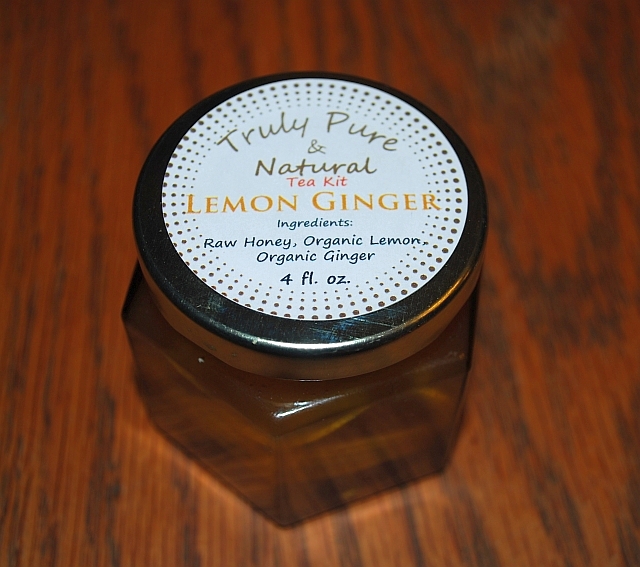 Truly Pure
&
Natural
Tea Kit
LEMON GINGER
Ingredients:
Raw Honey, Organic Lemon,
Organic Ginger
4 fl. oz.